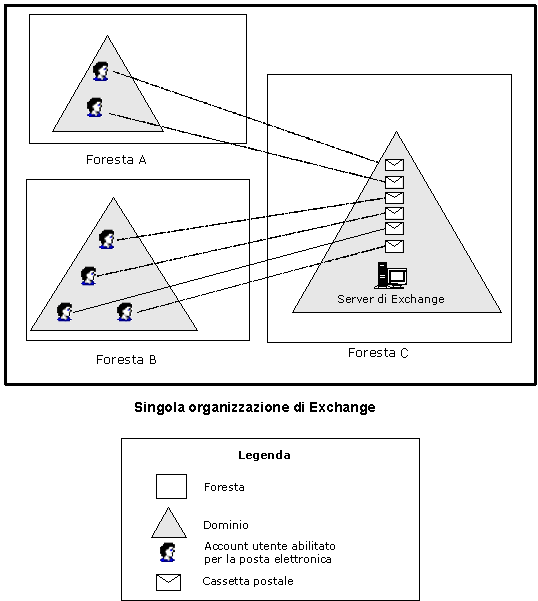 Foresta A
Foresta B
Server di Exchange
Foresta C
Singola organizzazione di Exchange
Legenda
Foresta
Dominio
Account utente abilitato
per la posta elettronica
Cassetta postale